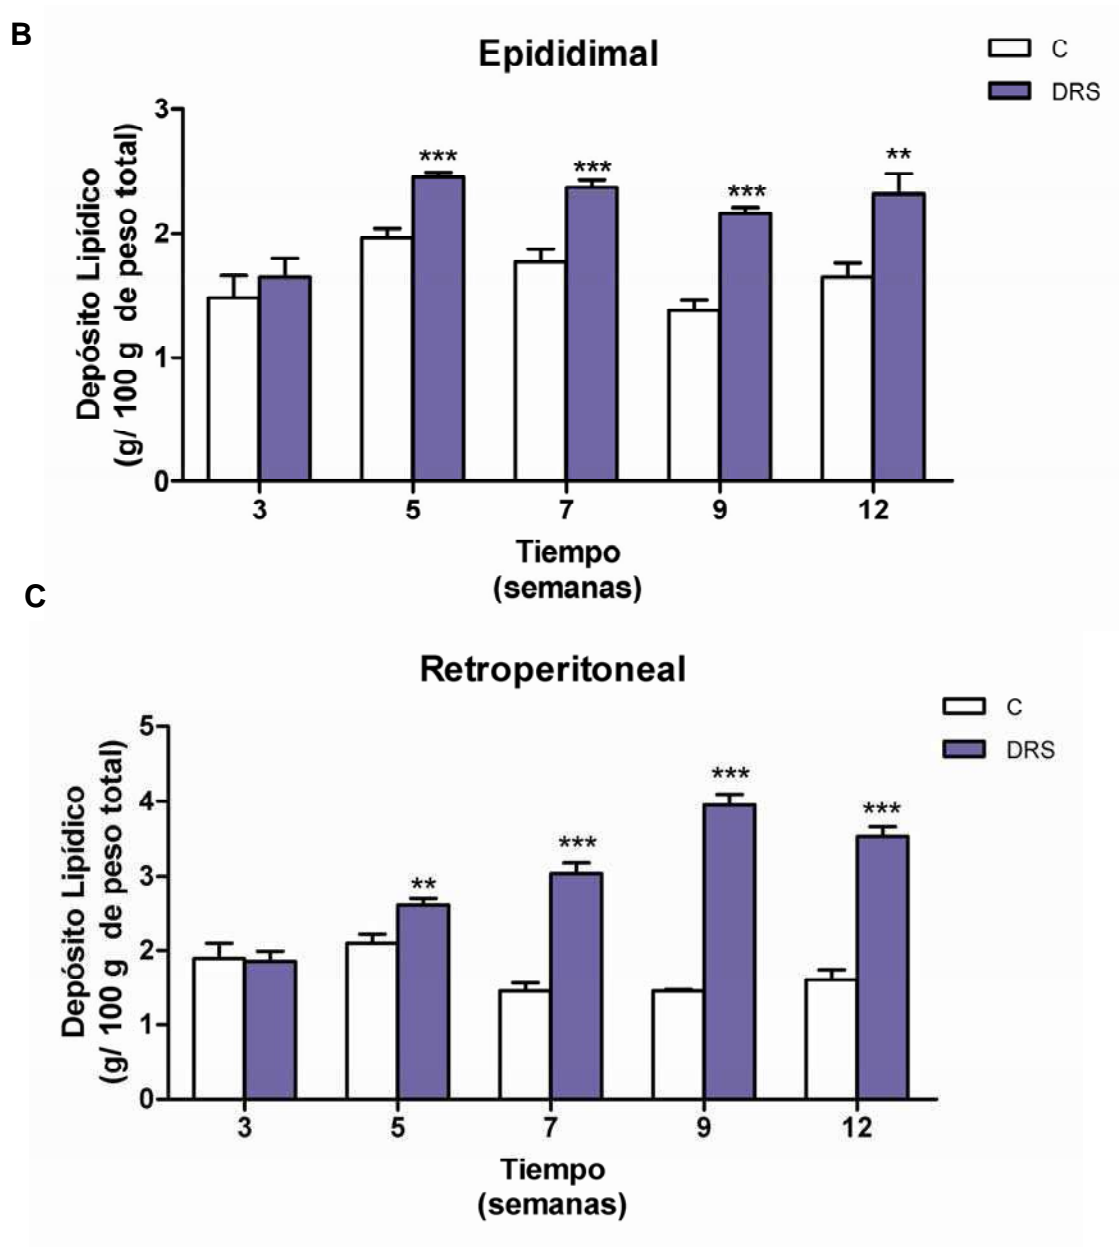 B
Epididimal
C
DRS
Depósito Lipídico
(g/ 100 g de peso total)
3
2
1
0
***
***
***
**
3 5 7 9 12
Tiempo
(semanas)
C
Retroperitoneal
C
DRS
Depósito Lipídico
(g/ 100 g de peso total)
5
4
3
2
1
0
**
***
***
***
3 5 7 9 12
Tiempo
(semanas)